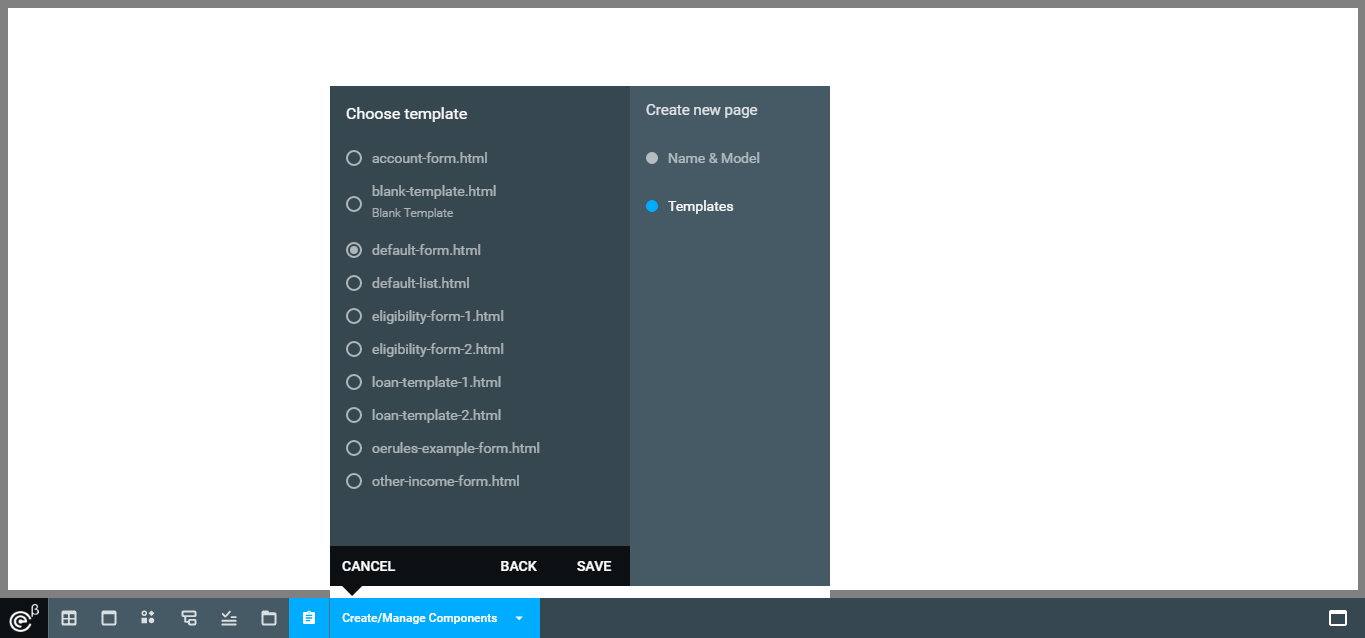 Choose template
account-form.html
blank-template.html
Blank Template
default-form.html
default-list.html
eligibility-form-1.html
eligibility-form-2.html
loan-template-1.html
loan-template-2.html
oerules-example-form.html
other-income-form.html
CANCEL BACK SAVE
Create new page
Name & Model
Templates
e β
Create/Manage Components